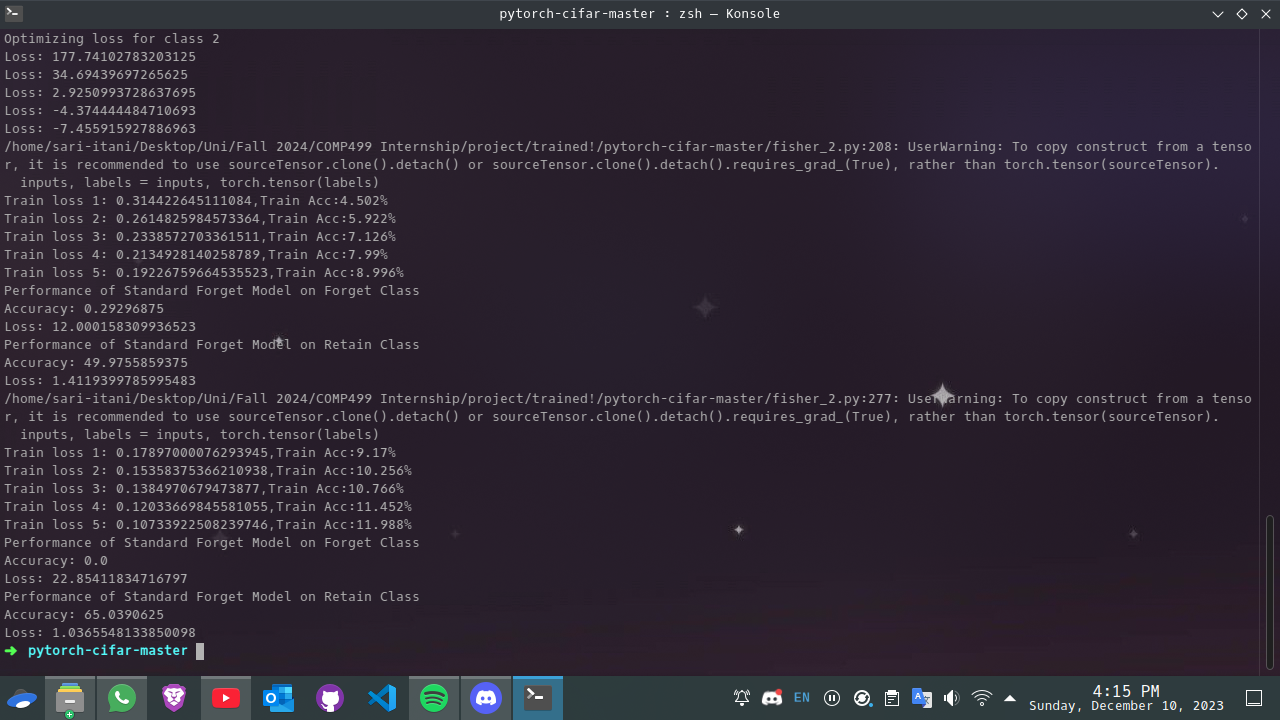 pytorch-cifar-master : zsh — Konsole
Optimizing loss for class 2
Loss: 177.74102783203125
Loss: 34.69439697265625
Loss: 2.9250993728637695
Loss: -4.374444484710693
Loss: -7.455915927886963
/home/sari-itani/Desktop/Uni/Fall 2024/COMP499 Internship/project/trained!/pytorch-cifar-master/fisher_2.py:208: UserWarning: To copy construct from a tenso
r, it is recommended to use sourceTensor.clone().detach() or sourceTensor.clone().detach().requires_grad_(True), rather than torch.tensor(sourceTensor).
  inputs, labels = inputs, torch.tensor(labels)
Train loss 1: 0.314422645111084,Train Acc:4.502%
Train loss 2: 0.2614825984573364,Train Acc:5.922%
Train loss 3: 0.2338572703361511,Train Acc:7.126%
Train loss 4: 0.2134928140258789,Train Acc:7.99%
Train loss 5: 0.19226759664535523,Train Acc:8.996%
Performance of Standard Forget Model on Forget Class
Accuracy: 0.29296875
Loss: 12.000158309936523
Performance of Standard Forget Model on Retain Class
Accuracy: 49.9755859375
Loss: 1.4119399785995483
/home/sari-itani/Desktop/Uni/Fall 2024/COMP499 Internship/project/trained!/pytorch-cifar-master/fisher_2.py:277: UserWarning: To copy construct from a tenso
r, it is recommended to use sourceTensor.clone().detach() or sourceTensor.clone().detach().requires_grad_(True), rather than torch.tensor(sourceTensor).
  inputs, labels = inputs, torch.tensor(labels)
Train loss 1: 0.17897000076293945,Train Acc:9.17%
Train loss 2: 0.15358375366210938,Train Acc:10.256%
Train loss 3: 0.1384970679473877,Train Acc:10.766%
Train loss 4: 0.12033669845581055,Train Acc:11.452%
Train loss 5: 0.10733922508239746,Train Acc:11.988%
Performance of Standard Forget Model on Forget Class
Accuracy: 0.0
Loss: 22.85411834716797
Performance of Standard Forget Model on Retain Class
Accuracy: 65.0390625
Loss: 1.0365548133850098
➜ pytorch-cifar-master
EN
4:15 PM
Sunday, December 10, 2023